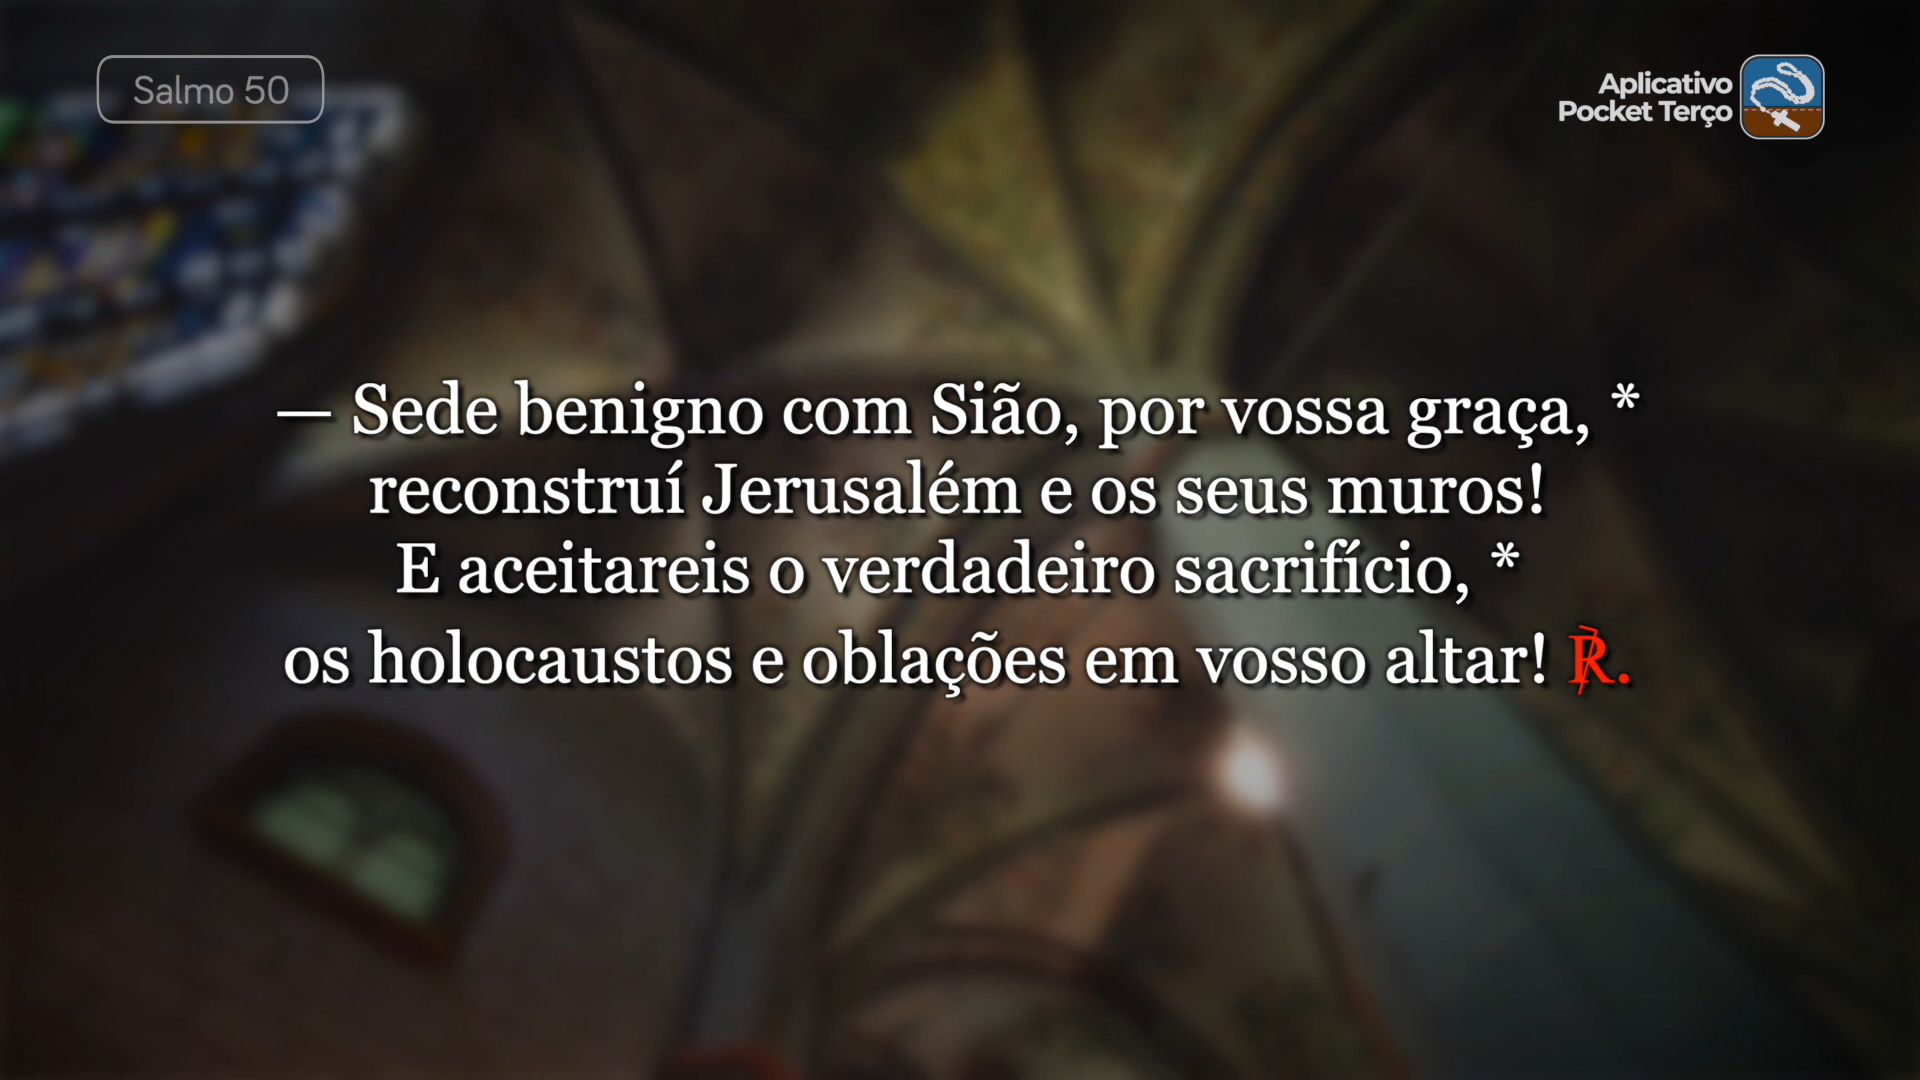 Salmo 50
Aplicativo
Pocket Terço
— Sede benigno com Sião, por vossa graça, *
reconstruí Jerusalém e os seus muros!
E aceitareis o verdadeiro sacrifício, *
os holocaustos e oblações em vosso altar! ℟.